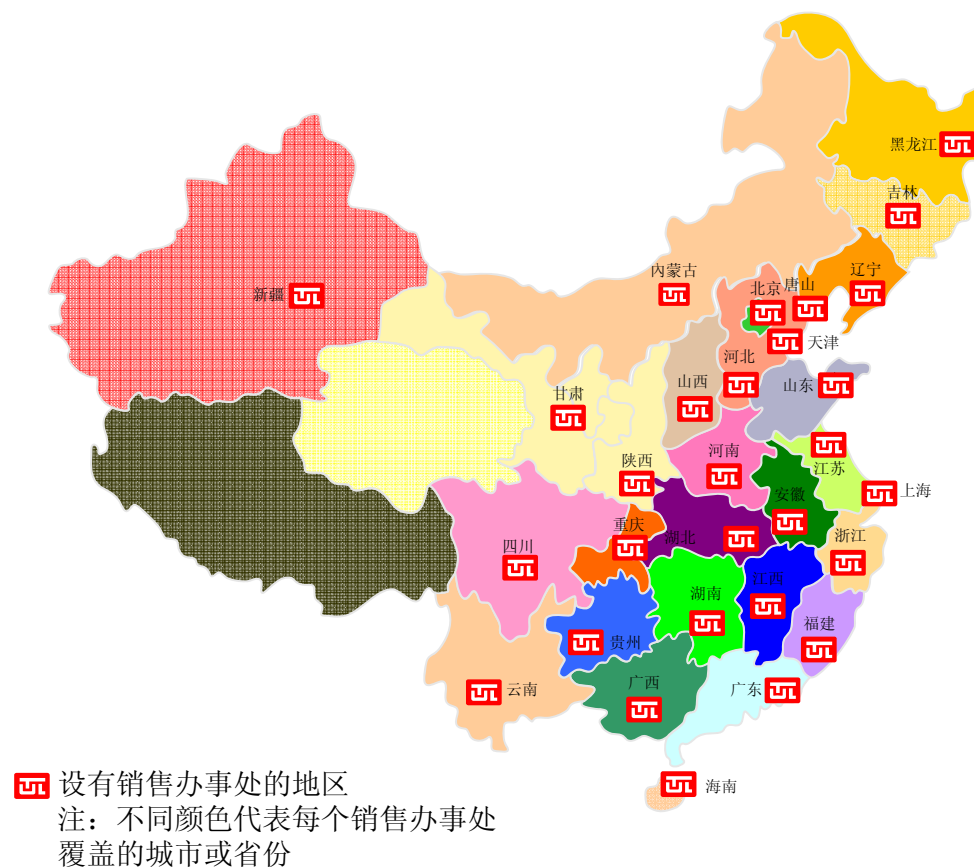 黑龙江
吉林
辽宁
内蒙古
北京
唐山
新疆
天津
河北
山东
山西
甘肃
河南
陕西
江苏
上海
安徽
重庆
湖北
浙江
四川
江西
湖南
福建
贵州
广西
云南
广东
海南
设有销售办事处的地区
注：不同颜色代表每个销售办事处
覆盖的城市或省份